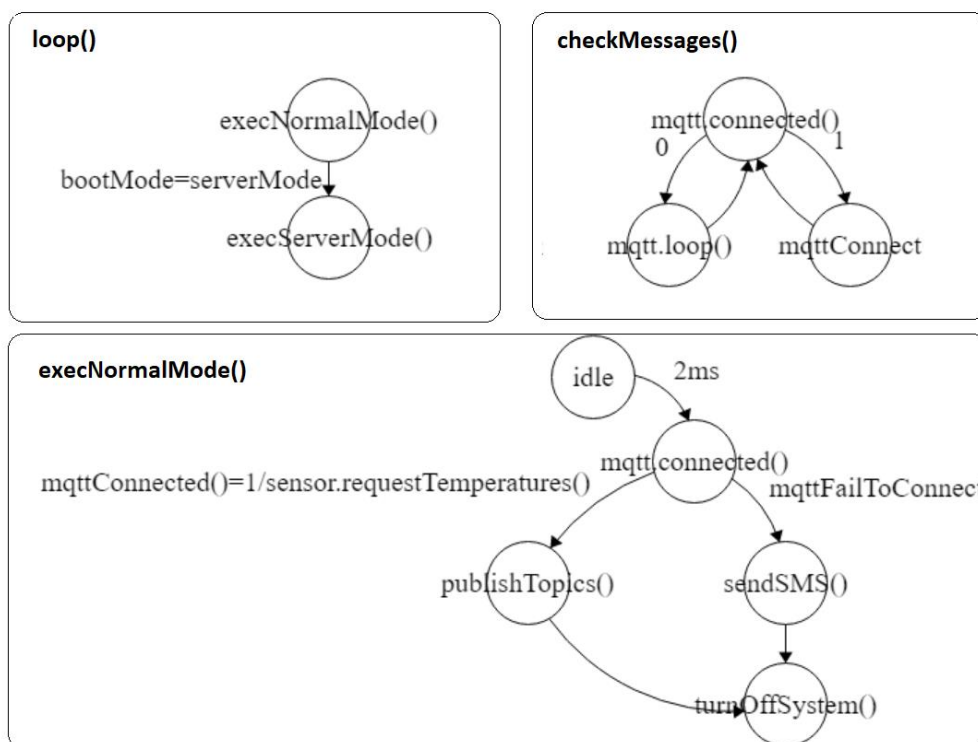 loop()
execNormalMode()
bootMode=serverMode
execServerMode()
checkMessages()
mqtt.connected()
0
1
mqtt.loop()
mqttConnect
execNormalMode()
idle
2ms
mqtt.connected()
mqttConnected()=1/sensor.requestTemperatures()
mqttFailToConnect
publishTopics()
sendSMS()
turnOffSystem()